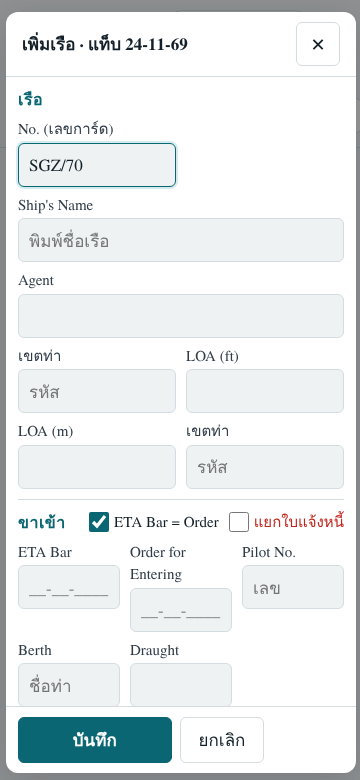 เพิ่มเรือ · แท็บ 24-11-69
✕
เรือ
No. (เลขการ์ด)
SGZ/70
Ship's Name
พิมพ์ชื่อเรือ
Agent
เขตท่า LOA (ft)
รหัส
LOA (m) เขตท่า
รหัส
ขาเข้า ETA Bar = Order แยกใบแจ้งหนี้
ETA Bar Order for Entering Pilot No.
__-__-____ __-__-____ เลข
Berth Draught
ชื่อท่า
บันทึก ยกเลิก